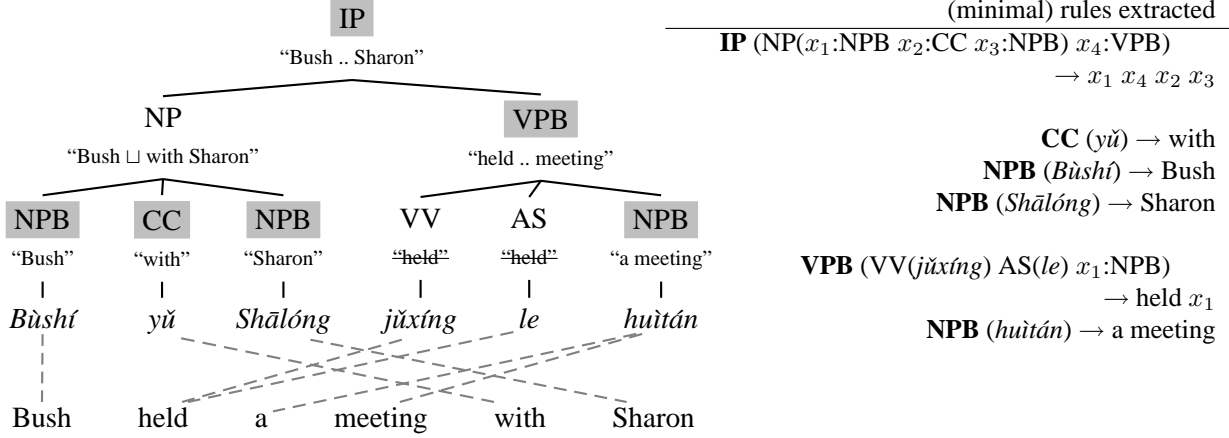 IP
“Bush .. Sharon”
NP VPB
“Bush ⊔ with Sharon” “held .. meeting”
NPB CC NPB VV AS NPB
“Bush” “with” “Sharon” “held” “held” “a meeting”
Bùshí yǔ Shālóng jǔxíng le huìtán
Bush held a meeting with Sharon
(minimal) rules extracted
IP (NP(x₁:NPB x₂:CC x₃:NPB) x₄:VPB)
→ x₁ x₄ x₂ x₃
CC (yǔ) → with
NPB (Bùshí) → Bush
NPB (Shālóng) → Sharon
VPB (VV(jǔxíng) AS(le) x₁:NPB)
→ held x₁
NPB (huìtán) → a meeting